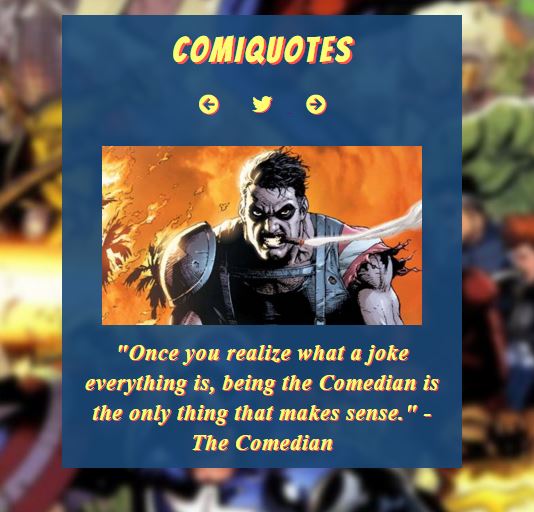 COMIQUOTES
"Once you realize what a joke
everything is, being the Comedian is
the only thing that makes sense." -
The Comedian